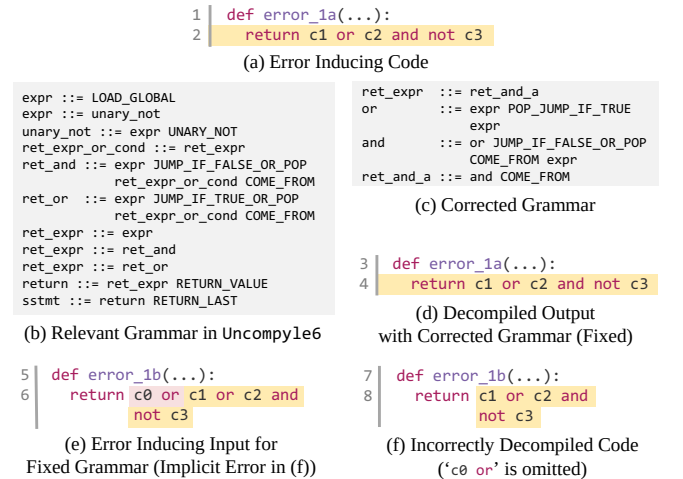 1 def error_1a(...):
2 return c1 or c2 and not c3
(a) Error Inducing Code
expr ::= LOAD_GLOBAL
expr ::= unary_not
unary_not ::= expr UNARY_NOT
ret_expr_or_cond ::= ret_expr
ret_and ::= expr JUMP_IF_FALSE_OR_POP
ret_expr_or_cond COME_FROM
ret_or ::= expr JUMP_IF_TRUE_OR_POP
ret_expr_or_cond COME_FROM
ret_expr ::= expr
ret_expr ::= ret_and
ret_expr ::= ret_or
return ::= ret_expr RETURN_VALUE
sstmt ::= return RETURN_LAST
(b) Relevant Grammar in Uncompyle6
ret_expr ::= ret_and_a
or ::= expr POP_JUMP_IF_TRUE
expr
and ::= or JUMP_IF_FALSE_OR_POP
COME_FROM expr
ret_and_a ::= and COME_FROM
(c) Corrected Grammar
3 def error_1a(...):
4 return c1 or c2 and not c3
(d) Decompiled Output
with Corrected Grammar (Fixed)
5 def error_1b(...):
6 return c0 or c1 or c2 and
not c3
(e) Error Inducing Input for
Fixed Grammar (Implicit Error in (f))
7 def error_1b(...):
8 return c1 or c2 and
not c3
(f) Incorrectly Decompiled Code
(‘c0 or’ is omitted)